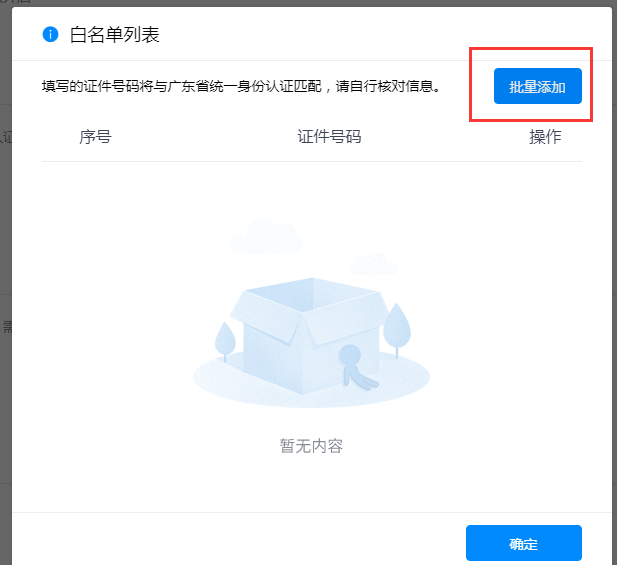 白名单列表
填写的证件号码将与广东省统一身份认证匹配，请自行核对信息。
批量添加
序号 证件号码 操作
暂无内容
确定